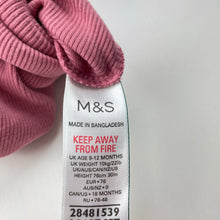 M&S
MADE IN BANGLADESH
KEEP AWAY
FROM FIRE
UK AGE 9-12 MONTHS
UK WEIGHT 10kg/22lb
UK/AUS/CAN/NZ/US
HEIGHT 76cm 30in
EUR • 76
AUS/NZ • 0
CAN/US • 18 MONTHS
RU • 76-48
28481539